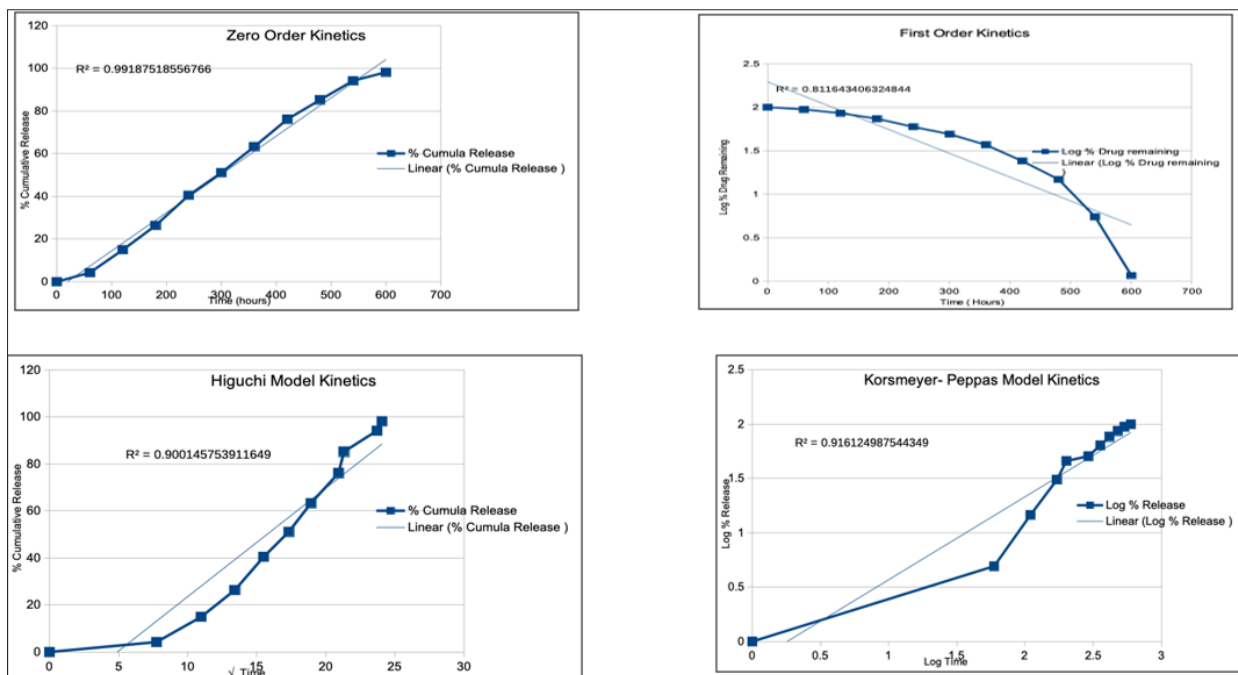 Zero Order Kinetics
R² = 0.99187518556766
% Cumulative Release
120
100
80
60
40
20
0
% Cumula Release
Linear (% Cumula Release )
0 100 200 300 400 500 600 700
Time (hours)
First Order Kinetics
R² = 0.811643406324844
Log % Drug Remaining
2.5
2
1.5
1
0.5
0
Log % Drug remaining
Linear (Log % Drug remaining
)
0 100 200 300 400 500 600 700
Time ( Hours)
Higuchi Model Kinetics
R² = 0.900145753911649
% Cumulative Release
120
100
80
60
40
20
0
% Cumula Release
Linear (% Cumula Release )
0 5 10 15 20 25 30
√ Time
Korsmeyer- Peppas Model Kinetics
R² = 0.916124987544349
Log % Release
2.5
2
1.5
1
0.5
0
Log % Release
Linear (Log % Release )
0 0.5 1 1.5 2 2.5 3
Log Time